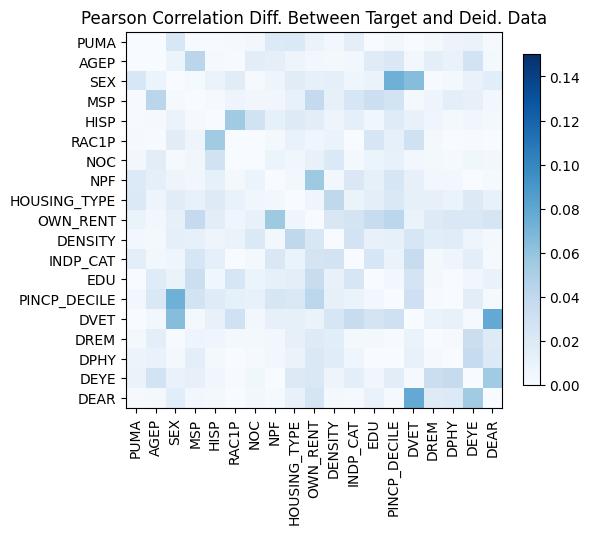 Pearson Correlation Diff. Between Target and Deid. Data
PUMA
AGEP
SEX
MSP
HISP
RAC1P
NOC
NPF
HOUSING_TYPE
OWN_RENT
DENSITY
INDP_CAT
EDU
PINCP_DECILE
DVET
DREM
DPHY
DEYE
DEAR
PUMA
AGEP
SEX
MSP
HISP
RAC1P
NOC
NPF
HOUSING_TYPE
OWN_RENT
DENSITY
INDP_CAT
EDU
PINCP_DECILE
DVET
DREM
DPHY
DEYE
DEAR
0.14
0.12
0.10
0.08
0.06
0.04
0.02
0.00